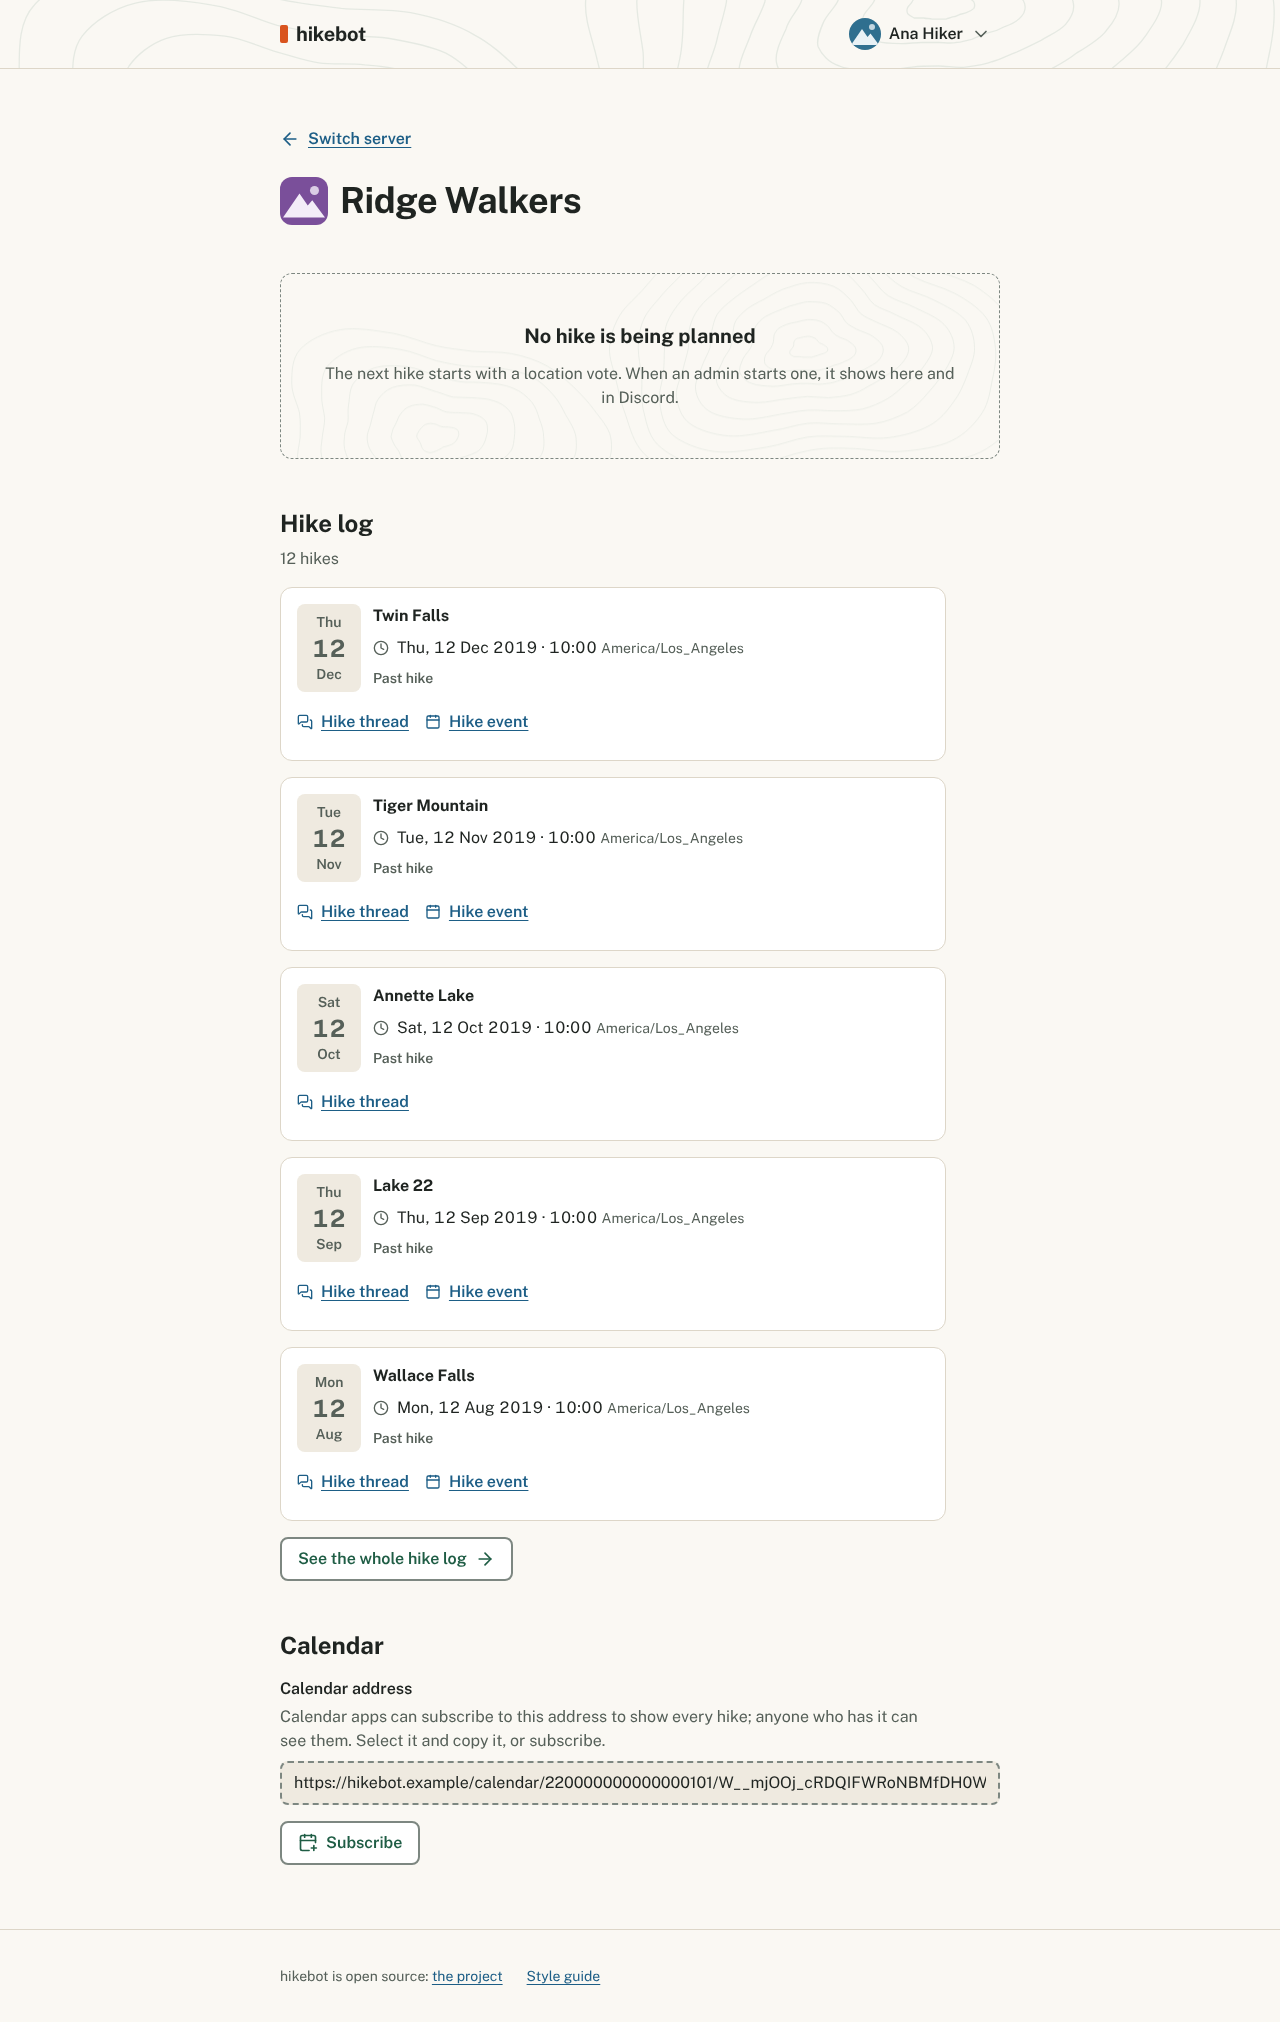 hikebot
Ana Hiker
Switch server
Ridge Walkers
No hike is being planned
The next hike starts with a location vote. When an admin starts one, it shows here and
in Discord.
Hike log
12 hikes
Thu
12
Dec
Twin Falls
Thu, 12 Dec 2019 · 10:00 America/Los_Angeles
Past hike
Hike thread
Hike event
Tue
12
Nov
Tiger Mountain
Tue, 12 Nov 2019 · 10:00 America/Los_Angeles
Past hike
Hike thread
Hike event
Sat
12
Oct
Annette Lake
Sat, 12 Oct 2019 · 10:00 America/Los_Angeles
Past hike
Hike thread
Thu
12
Sep
Lake 22
Thu, 12 Sep 2019 · 10:00 America/Los_Angeles
Past hike
Hike thread
Hike event
Mon
12
Aug
Wallace Falls
Mon, 12 Aug 2019 · 10:00 America/Los_Angeles
Past hike
Hike thread
Hike event
See the whole hike log
Calendar
Calendar address
Calendar apps can subscribe to this address to show every hike; anyone who has it can
see them. Select it and copy it, or subscribe.
https://hikebot.example/calendar/220000000000000101/W__mjOOj_cRDQIFWRoNBMfDH0W
Subscribe
hikebot is open source: the project
Style guide